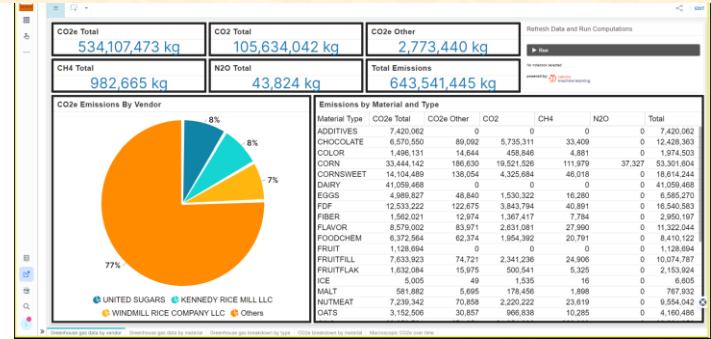 EDIT
CO2e Total
534,107,473 kg
CO2 Total
105,634,042 kg
CO2e Other
2,773,440 kg
Refresh Data and Run Computations
Run
CH4 Total
982,665 kg
N2O Total
43,824 kg
Total Emissions
643,541,445 kg
powered by
CO2e Emissions By Vendor
8%
8%
7%
77%
UNITED SUGARS KENNEDY RICE MILL LLC
WINDMILL RICE COMPANY LLC Others
Emissions by Material and Type
Material Type CO2e Total CO2e Other CO2 CH4 N2O Total
ADDITIVES 7,420,062 0 0 0 0 7,420,062
CHOCOLATE 6,570,550 89,092 5,735,311 33,409 0 12,428,363
COLOR 1,496,131 14,644 458,846 4,881 0 1,974,503
CORN 33,444,142 186,630 19,521,526 111,979 37,327 53,301,604
CORNSWEET 14,104,489 138,054 4,325,684 46,018 0 18,614,244
DAIRY 41,059,468 0 0 0 0 41,059,468
EGGS 4,989,827 48,840 1,530,322 16,280 0 6,585,270
FDF 12,533,222 122,675 3,843,794 40,891 0 16,540,583
FIBER 1,562,021 12,974 1,367,417 7,784 0 2,950,197
FLAVOR 8,579,002 83,971 2,631,081 27,990 0 11,322,044
FOODCHEM 6,372,564 62,374 1,954,392 20,791 0 8,410,122
FRUIT 1,128,694 0 0 0 0 1,128,694
FRUITFILL 7,633,923 74,721 2,341,236 24,906 0 10,074,787
FRUITFLAK 1,632,084 15,975 500,541 5,325 0 2,153,924
ICE 5,005 49 1,535 16 0 6,605
MALT 581,882 5,695 178,456 1,898 0 767,932
NUTMEAT 7,239,342 70,858 2,220,222 23,619 0 9,554,042
OATS 3,152,506 30,857 966,838 10,285 0 4,160,486
Greenhouse gas data by vendor Greenhouse gas data by material Greenhouse gas breakdown by type CO2e breakdown by material Macroscopic CO2e over time